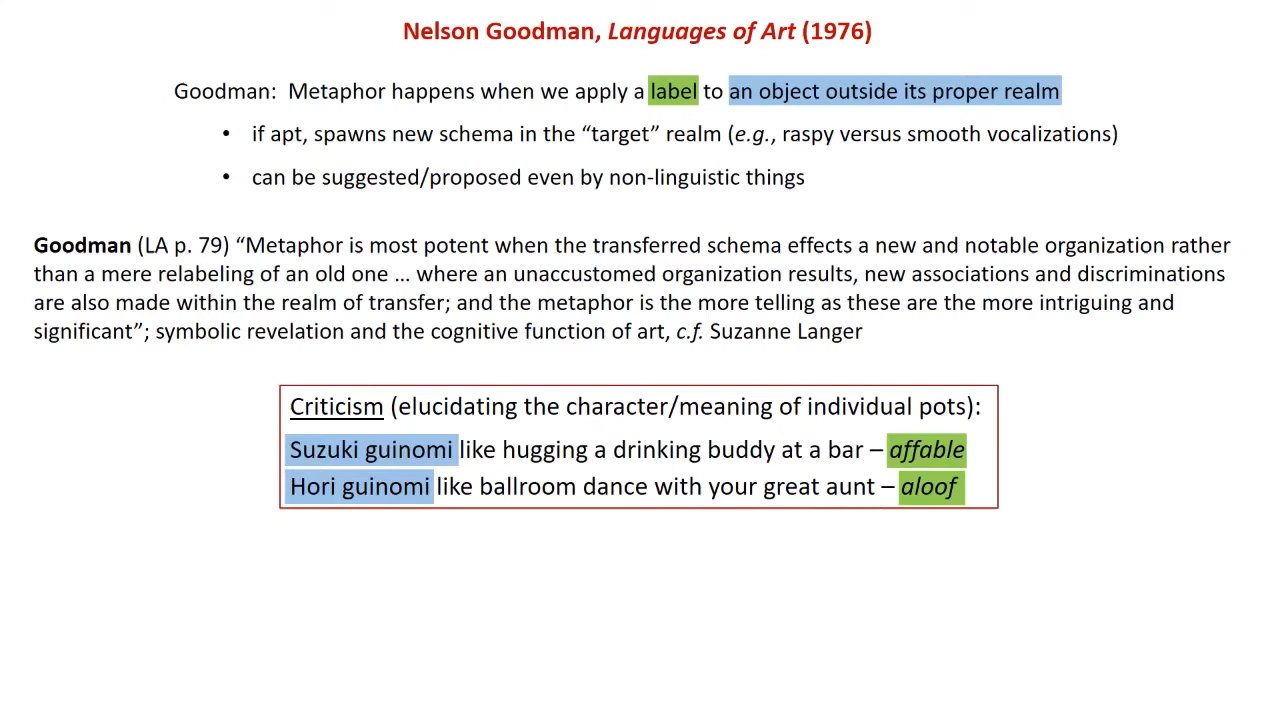 Nelson Goodman, Languages of Art (1976)
Goodman:  Metaphor happens when we apply a label to an object outside its proper realm
• if apt, spawns new schema in the “target” realm (e.g., raspy versus smooth vocalizations)
• can be suggested/proposed even by non-linguistic things
Goodman (LA p. 79) “Metaphor is most potent when the transferred schema effects a new and notable organization rather
than a mere relabeling of an old one … where an unaccustomed organization results, new associations and discriminations
are also made within the realm of transfer; and the metaphor is the more telling as these are the more intriguing and
significant”; symbolic revelation and the cognitive function of art, c.f. Suzanne Langer
Criticism (elucidating the character/meaning of individual pots):
Suzuki guinomi like hugging a drinking buddy at a bar – affable
Hori guinomi like ballroom dance with your great aunt – aloof